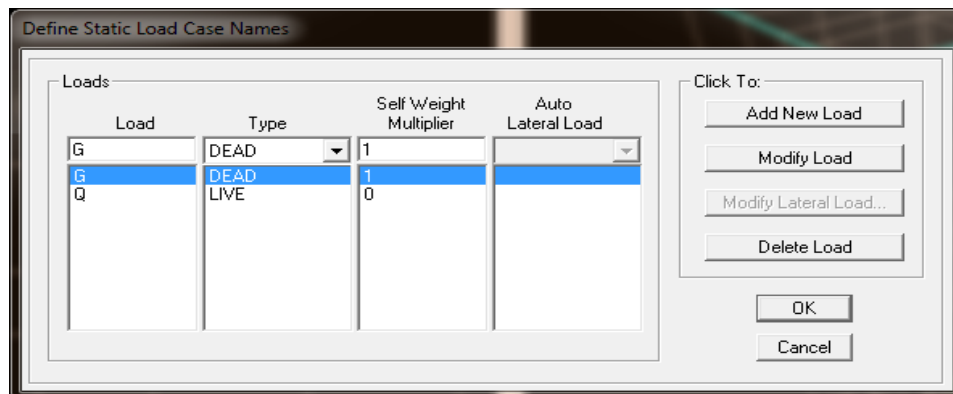 Define Static Load Case Names
Loads
Load Type Self Weight Multiplier Auto Lateral Load
G DEAD 1
G DEAD 1
Q LIVE 0
Click To:
Add New Load
Modify Load
Modify Lateral Load...
Delete Load
OK
Cancel